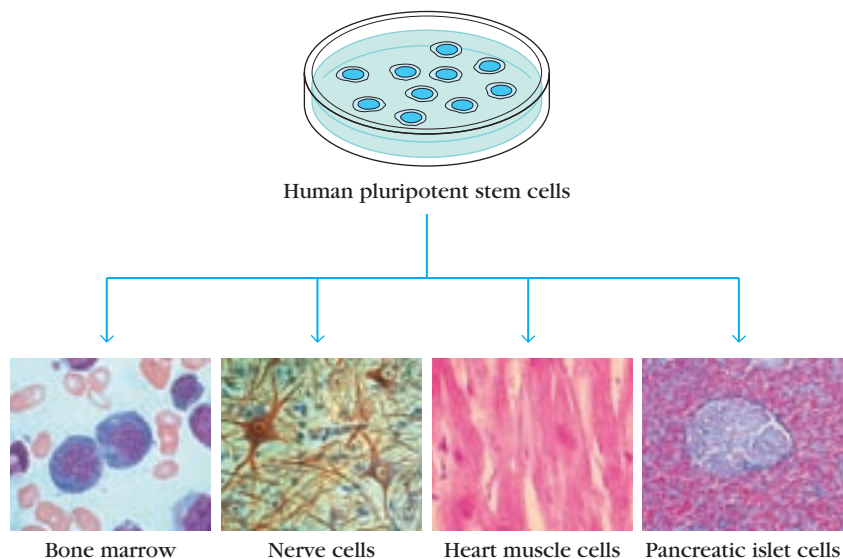 Human pluripotent stem cells
Bone marrow
Nerve cells
Heart muscle cells
Pancreatic islet cells